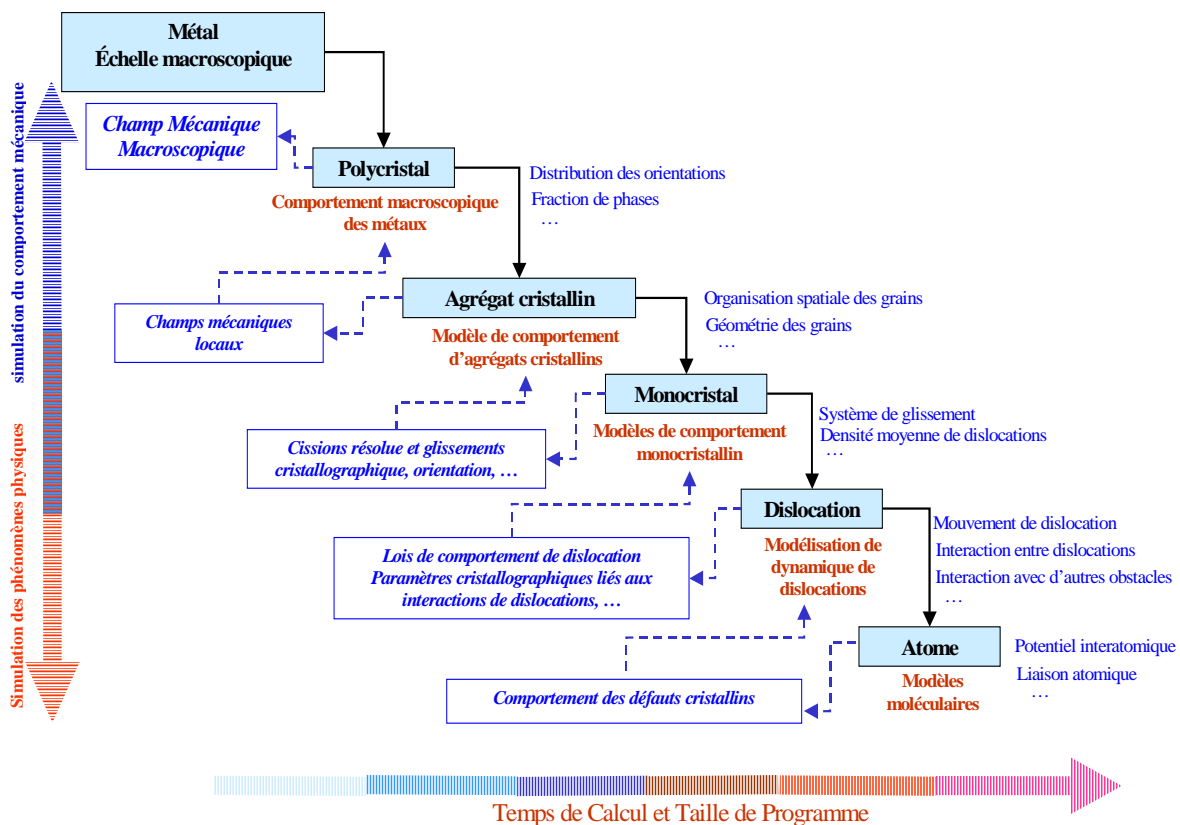 Métal
Échelle macroscopique
Champ Mécanique
Macroscopique
Polycristal
Comportement macroscopique
des métaux
Distribution des orientations
Fraction de phases
…
Agrégat cristallin
Modèle de comportement
d’agrégats cristallins
Organisation spatiale des grains
Géométrie des grains
…
Champs mécaniques
locaux
Monocristal
Modèles de comportement
monocristallin
Système de glissement
Densité moyenne de dislocations
…
Cissions résolue et glissements
cristallographique, orientation, …
Dislocation
Modélisation de
dynamique de
dislocations
Mouvement de dislocation
Interaction entre dislocations
Interaction avec d’autres obstacles
…
Lois de comportement de dislocation
Paramètres cristallographiques liés aux
interactions de dislocations, …
Atome
Modèles
moléculaires
Potentiel interatomique
Liaison atomique
…
Comportement des défauts cristallins
simulation du comportement mécanique
Simulation des phénomènes physiques
Temps de Calcul et Taille de Programme